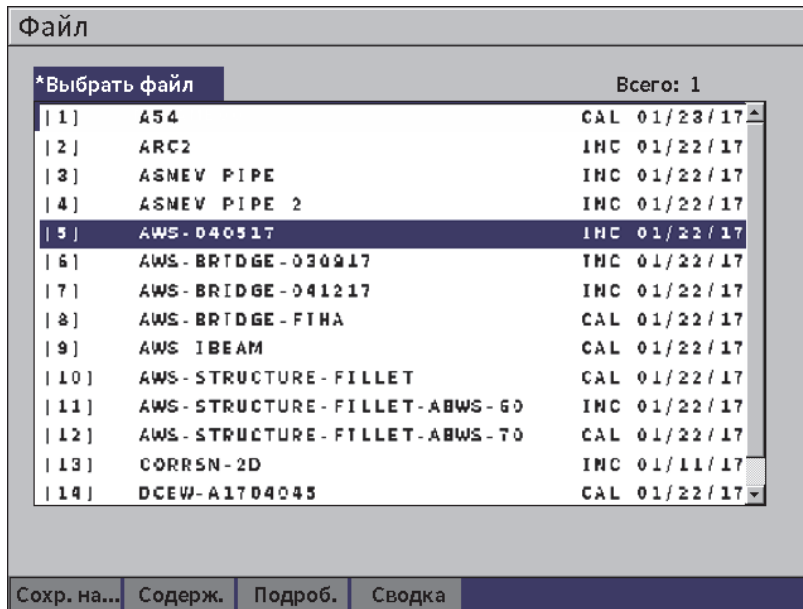 Файл
*Выбрать файл Всего: 1
[1] A54 CAL 01/23/17
[2] ARC2 INC 01/22/17
[3] ASMEV PIPE INC 01/22/17
[4] ASMEV PIPE 2 INC 01/22/17
[5] AWS-040517 INC 01/22/17
[6] AWS-BRIDGE-030917 INC 01/22/17
[7] AWS-BRIDGE-041217 INC 01/22/17
[8] AWS-BRIDGE-FTHA CAL 01/22/17
[9] AWS IBEAM CAL 01/22/17
[10] AWS-STRUCTURE-FILLET CAL 01/22/17
[11] AWS-STRUCTURE-FILLET-ABWS-60 INC 01/22/17
[12] AWS-STRUCTURE-FILLET-ABWS-70 CAL 01/22/17
[13] CORRSN-2D INC 01/11/17
[14] DCEW-A1704045 CAL 01/22/17
Сохр. на... Содерж. Подроб. Сводка